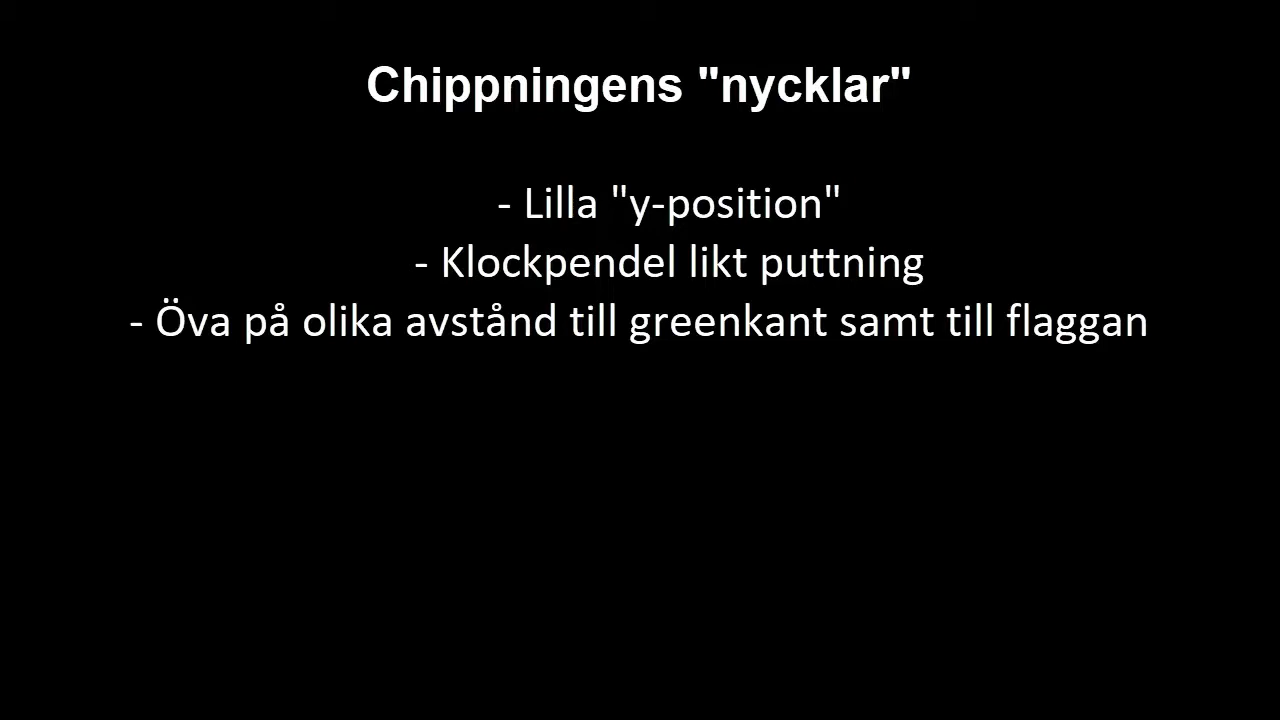 Chippningens "nycklar"
- Lilla "y-position"
- Klockpendel likt puttning
- Öva på olika avstånd till greenkant samt till flaggan